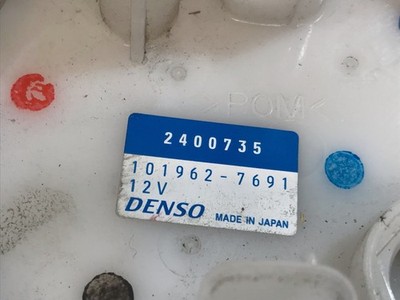 >POM<
2400735
101962-7691
12V
DENSO MADE IN JAPAN